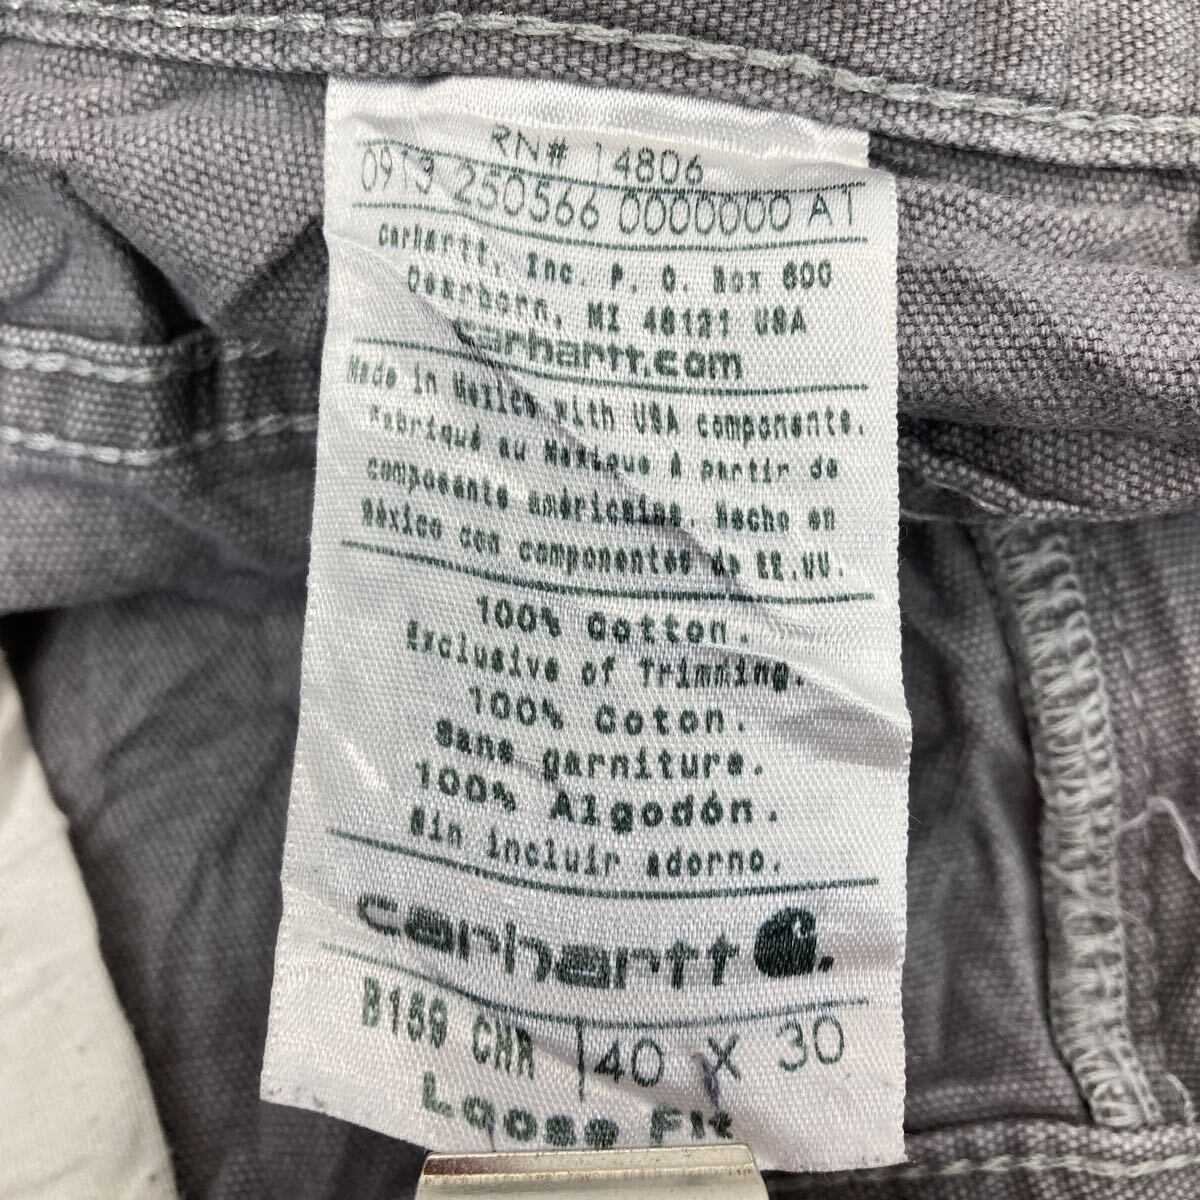 RN# 14806
0913 250566 0000000 AT
Carhartt, Inc. P. O. Box 600
Dearborn, MI 48121 USA
carhartt.com
Made in Mexico with USA components.
Fabriqué au Mexique à partir de
composants américains. Hecho en
México con componentes de EE.UU.
100% Cotton.
Exclusive of Trimming.
100% Coton.
Sans garniture.
100% Algodón.
Sin incluir adorno.
carhartt
B159 CHR 40 X 30
Loose Fit